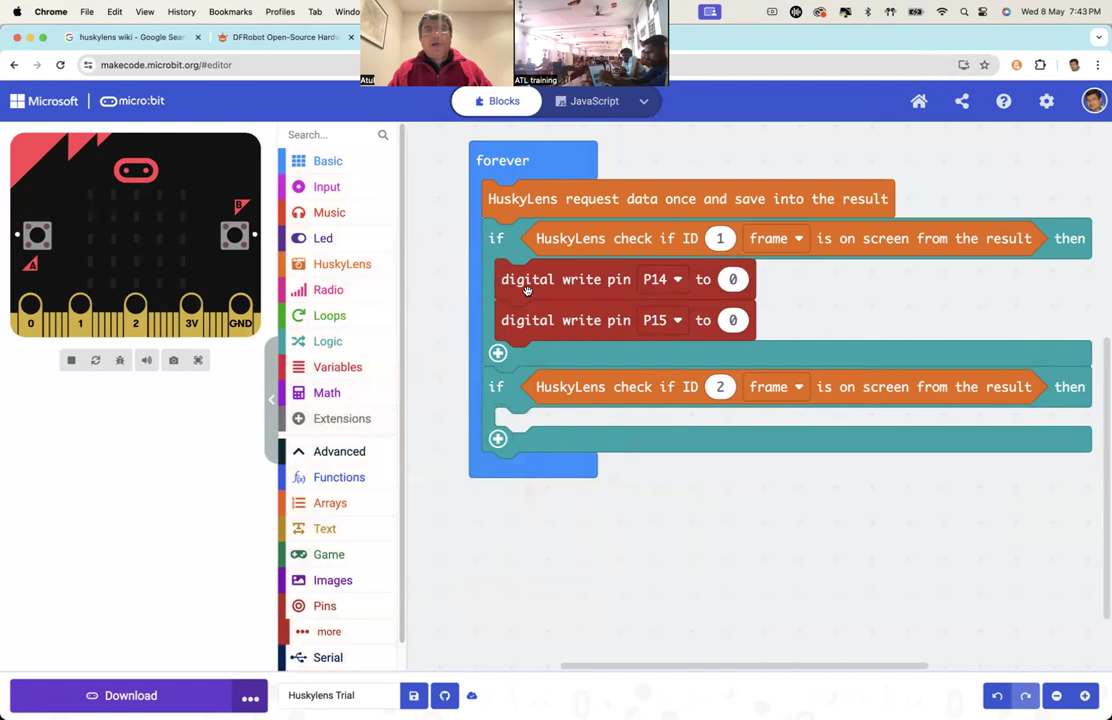 Chrome File Edit View History Bookmarks Profiles Tab Windo
Wed 8 May 7:43 PM
huskylens wiki - Google Sear
DFRobot Open-Source Hardw
makecode.microbit.org/#editor
Atul
ATL training
Microsoft
micro:bit
Blocks
JavaScript
A
B
0 1 2 3V GND
Search...
Basic
Input
Music
Led
HuskyLens
Radio
Loops
Logic
Variables
Math
Extensions
Advanced
Functions
Arrays
Text
Game
Images
Pins
more
Serial
forever
HuskyLens request data once and save into the result
if HuskyLens check if ID 1 frame is on screen from the result then
digital write pin P14 to 0
digital write pin P15 to 0
if HuskyLens check if ID 2 frame is on screen from the result then
Download
Huskylens Trial